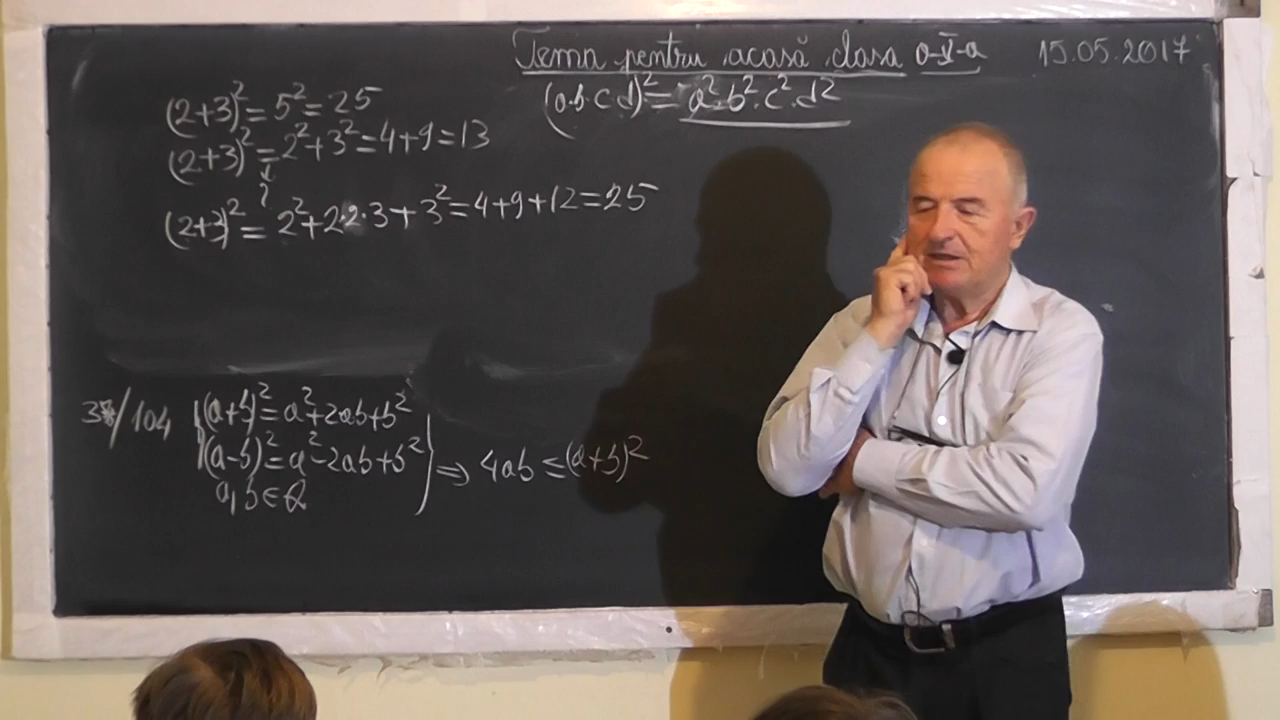 Tema pentru acasă clasa a-V-a 15.05.2017
(a·b·c·d)²=a²·b²·c²·d²
(2+3)²=5²=25
(2+3)²=2²+3²=4+9=13
?
(2+3)²=2²+2·2·3+3²=4+9+12=25
/104 (a+b)²=a²+2ab+b²
(a-b)²=a²-2ab+b² ⇒ 4ab≤(a+b)²
a,b∈Q